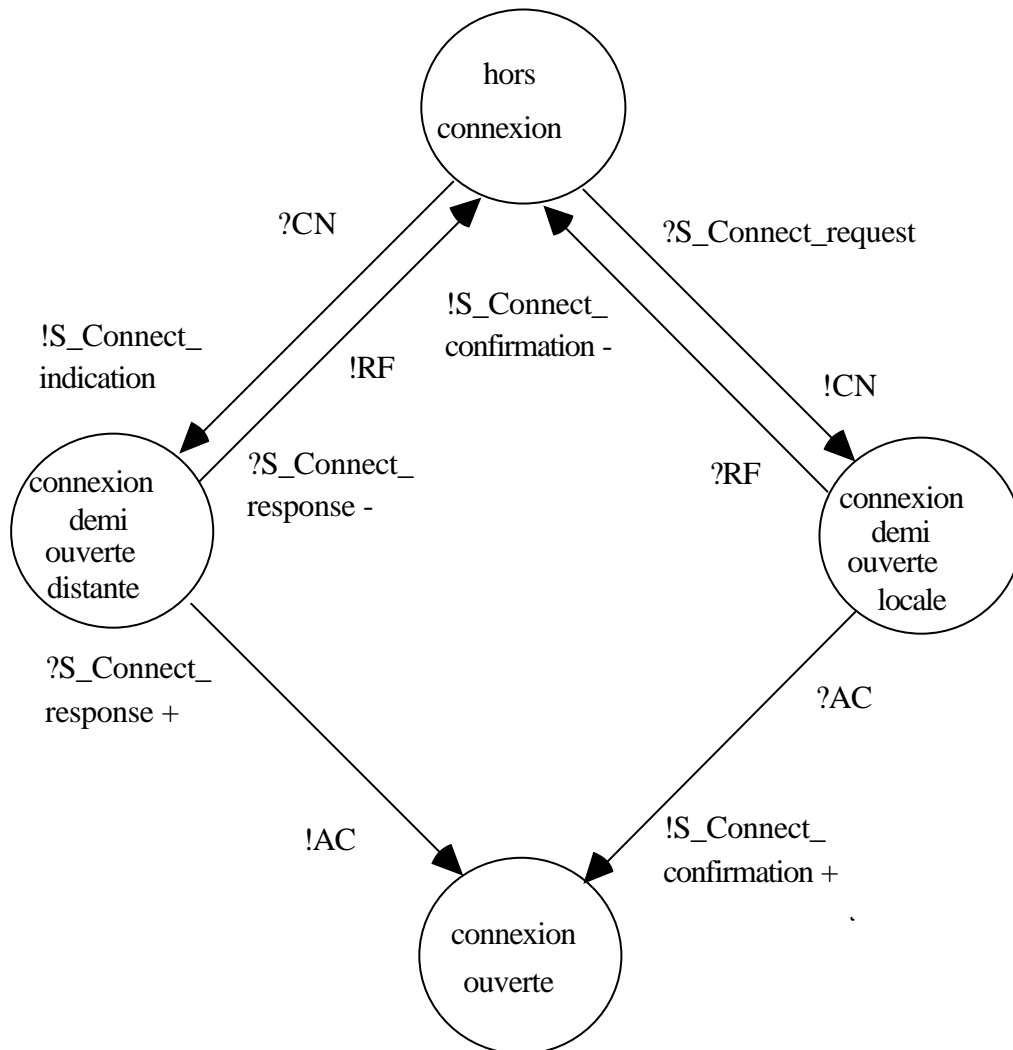 hors
connexion
?CN
?S_Connect_request
!S_Connect_
confirmation -
!S_Connect_
indication
!RF
!CN
?S_Connect_
response -
?RF
connexion
demi
ouverte
distante
connexion
demi
ouverte
locale
?S_Connect_
response +
?AC
!AC
!S_Connect_
confirmation +
connexion
ouverte